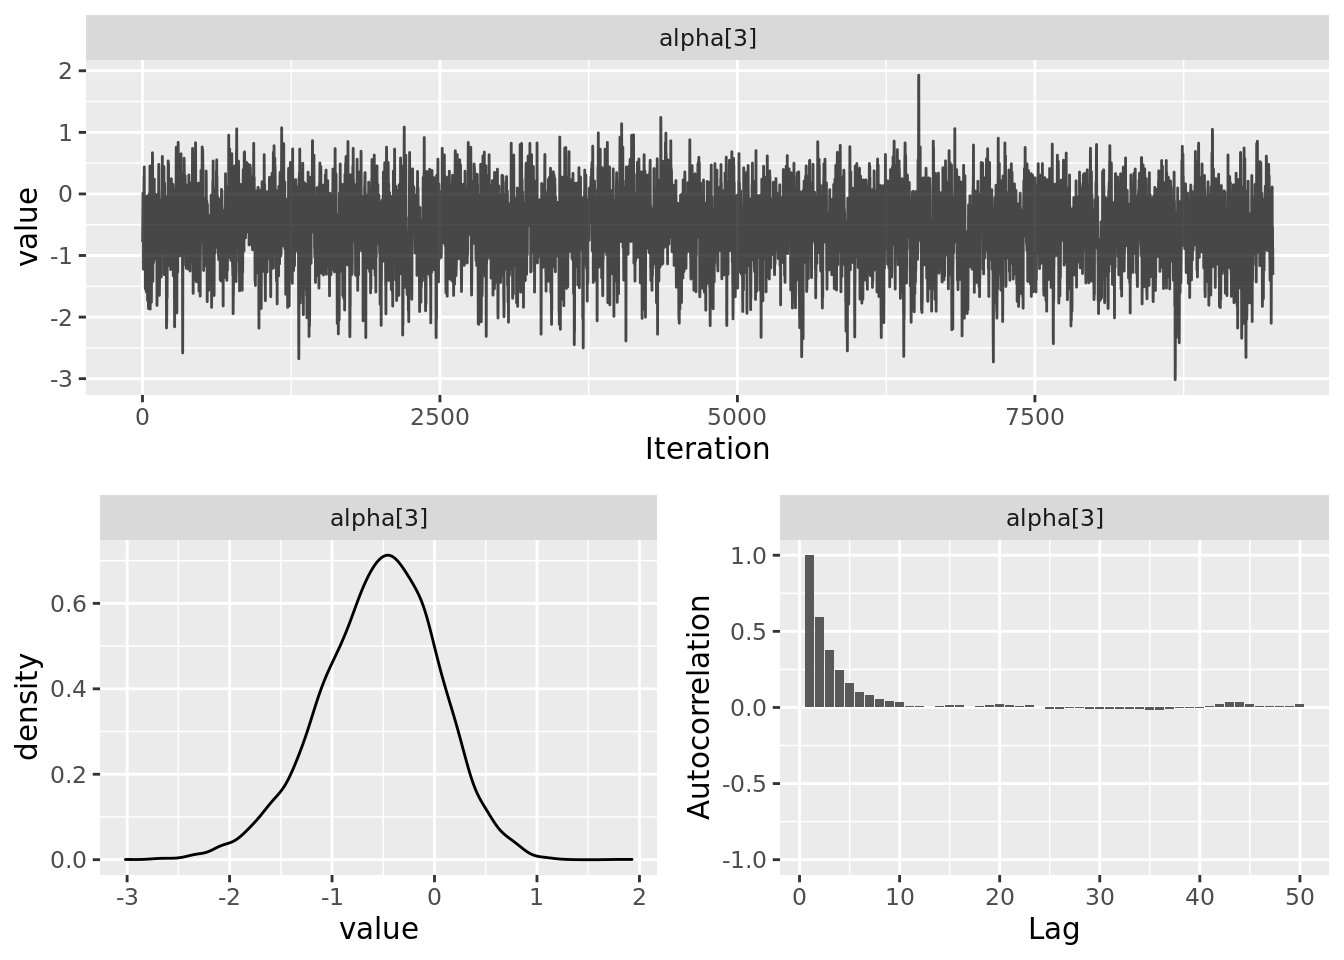 alpha[3]
2
1
0
-1
-2
-3
value
0 2500 5000 7500
Iteration
alpha[3]
0.6
0.4
0.2
0.0
density
-3 -2 -1 0 1 2
value
alpha[3]
1.0
0.5
0.0
-0.5
-1.0
Autocorrelation
0 10 20 30 40 50
Lag